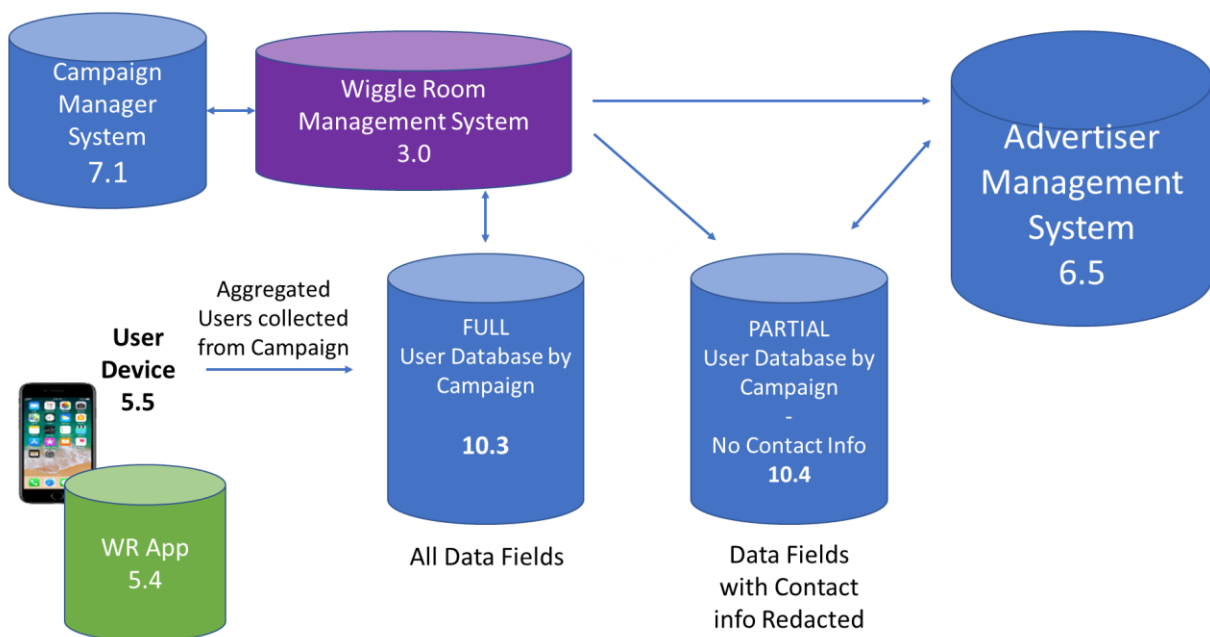 Campaign
Manager
System
7.1
Wiggle Room
Management System
3.0
Advertiser
Management
System
6.5
Aggregated
Users collected
from Campaign
User
Device
5.5
WR App
5.4
FULL
User Database by
Campaign
10.3
All Data Fields
PARTIAL
User Database by
Campaign
-
No Contact Info
10.4
Data Fields
with Contact
info Redacted